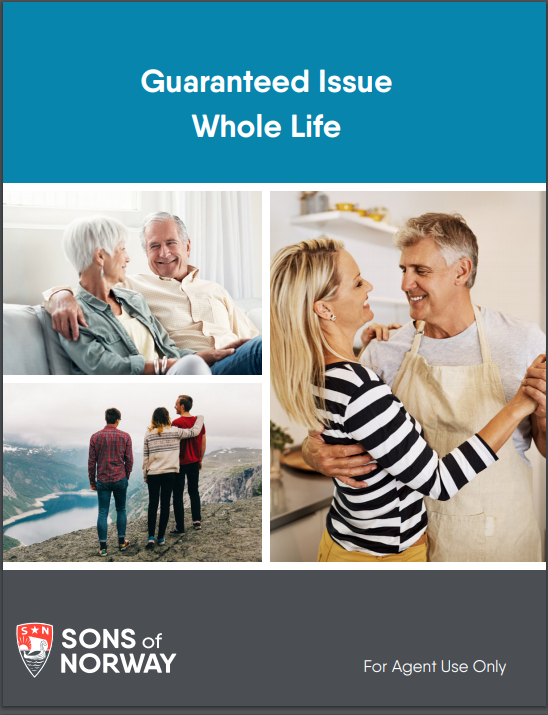 Guaranteed Issue
Whole Life
S N
SONS of
NORWAY
For Agent Use Only